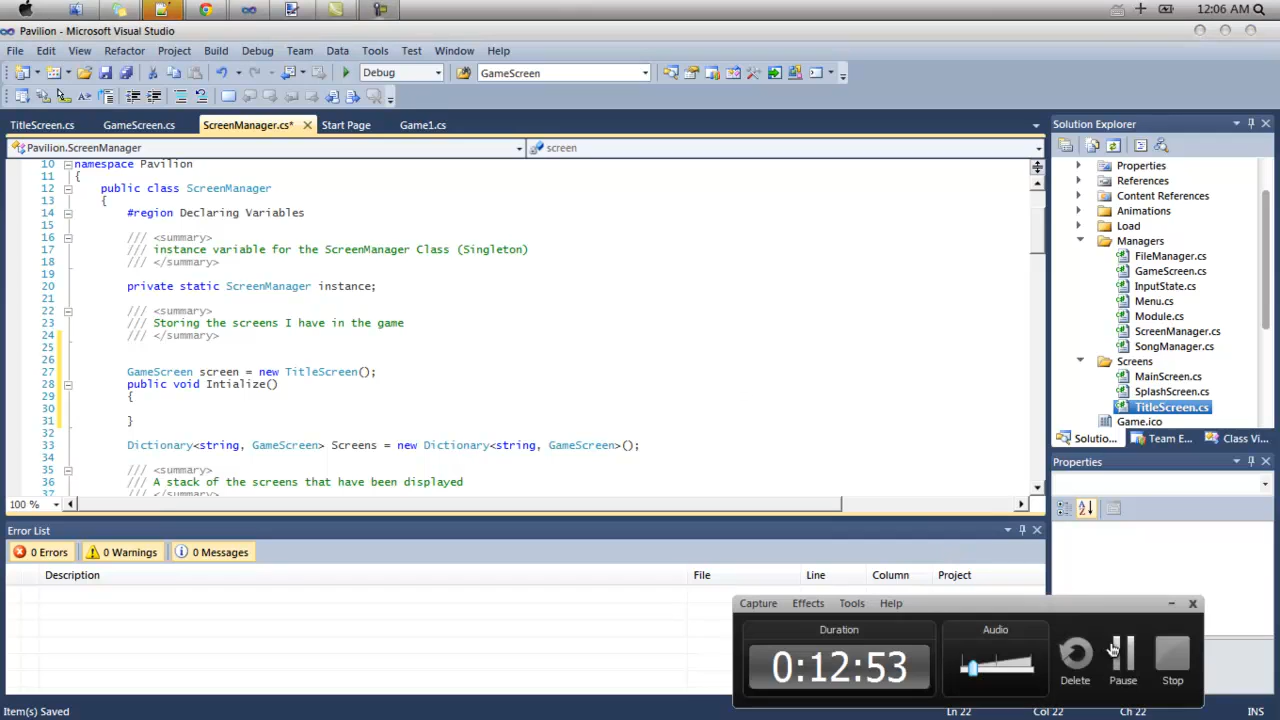 12:06 AM
Pavilion - Microsoft Visual Studio
File Edit View Refactor Project Build Debug Team Data Tools Test Window Help
Debug GameScreen
TitleScreen.cs GameScreen.cs ScreenManager.cs* Start Page Game1.cs
Pavilion.ScreenManager screen
10 namespace Pavilion
11 {
12 public class ScreenManager
13 {
14 #region Declaring Variables
15
16 /// <summary>
17 /// instance variable for the ScreenManager Class (Singleton)
18 /// </summary>
19
20 private static ScreenManager instance;
21
22 /// <summary>
23 /// Storing the screens I have in the game
24 /// </summary>
25
26
27 GameScreen screen = new TitleScreen();
28 public void Intialize()
29 {
30
31 }
32
33 Dictionary<string, GameScreen> Screens = new Dictionary<string, GameScreen>();
34
35 /// <summary>
36 /// A stack of the screens that have been displayed
37 /// </summary>
100 %
Error List
0 Errors 0 Warnings 0 Messages
Description File Line Column Project
Item(s) Saved Ln 22 Col 22 Ch 22 INS
Solution Explorer
Properties
References
Content References
Animations
Load
Managers
FileManager.cs
GameScreen.cs
InputState.cs
Menu.cs
Module.cs
ScreenManager.cs
SongManager.cs
Screens
MainScreen.cs
SplashScreen.cs
TitleScreen.cs
Game.ico
Solutio... Team E... Class Vi...
Properties
Capture Effects Tools Help
Duration Audio
0:12:53
Delete Pause Stop